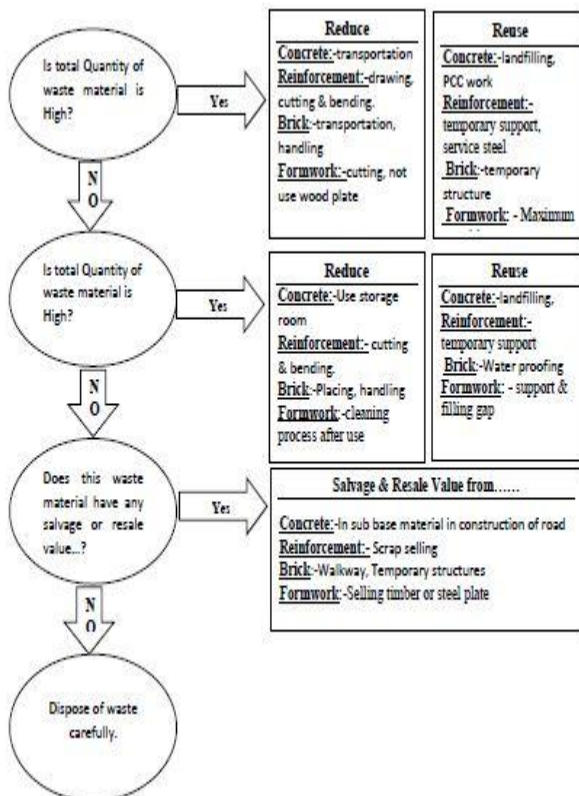 Is total Quantity of
waste material is
High?
Yes
Reduce
Concrete:-transportation
Reinforcement:-drawing,
cutting & bending.
Brick:-transportation,
handling
Formwork:-cutting, not
use wood plate
Reuse
Concrete:-landfilling,
PCC work
Reinforcement:-
temporary support,
service steel
Brick:-temporary
structure
Formwork: - Maximum
N
O
Is total Quantity of
waste material is
High?
Yes
Reduce
Concrete:-Use storage
room
Reinforcement:- cutting
& bending.
Brick:-Placing, handling
Formwork:-cleaning
process after use
Reuse
Concrete:-landfilling,
Reinforcement:-
temporary support
Brick:-Water proofing
Formwork: - support &
filling gap
N
O
Does this waste
material have any
salvage or resale
value...?
Yes
Salvage & Resale Value from……
Concrete:-In sub base material in construction of road
Reinforcement:- Scrap selling
Brick:-Walkway, Temporary structures
Formwork:-Selling timber or steel plate
N
O
Dispose of waste
carefully.